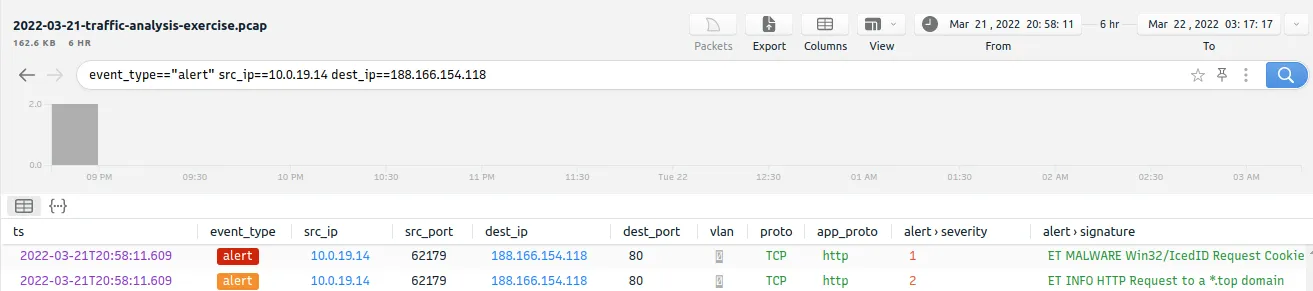 2022-03-21-traffic-analysis-exercise.pcap
162.6 KB 6 HR
Packets Export Columns View
Mar 21 , 2022 20 : 58 : 11 6 hr Mar 22 , 2022 03 : 17 : 17
From To
event_type=="alert" src_ip==10.0.19.14 dest_ip==188.166.154.118
2.0
0.0
09 PM 09:30 10 PM 10:30 11 PM 11:30 Tue 22 12:30 01 AM 01:30 02 AM 02:30 03 AM
ts event_type src_ip src_port dest_ip dest_port vlan proto app_proto alert › severity alert › signature
2022-03-21T20:58:11.609 alert 10.0.19.14 62179 188.166.154.118 80 TCP http 1 ET MALWARE Win32/IcedID Request Cookie
2022-03-21T20:58:11.609 alert 10.0.19.14 62179 188.166.154.118 80 TCP http 2 ET INFO HTTP Request to a *.top domain